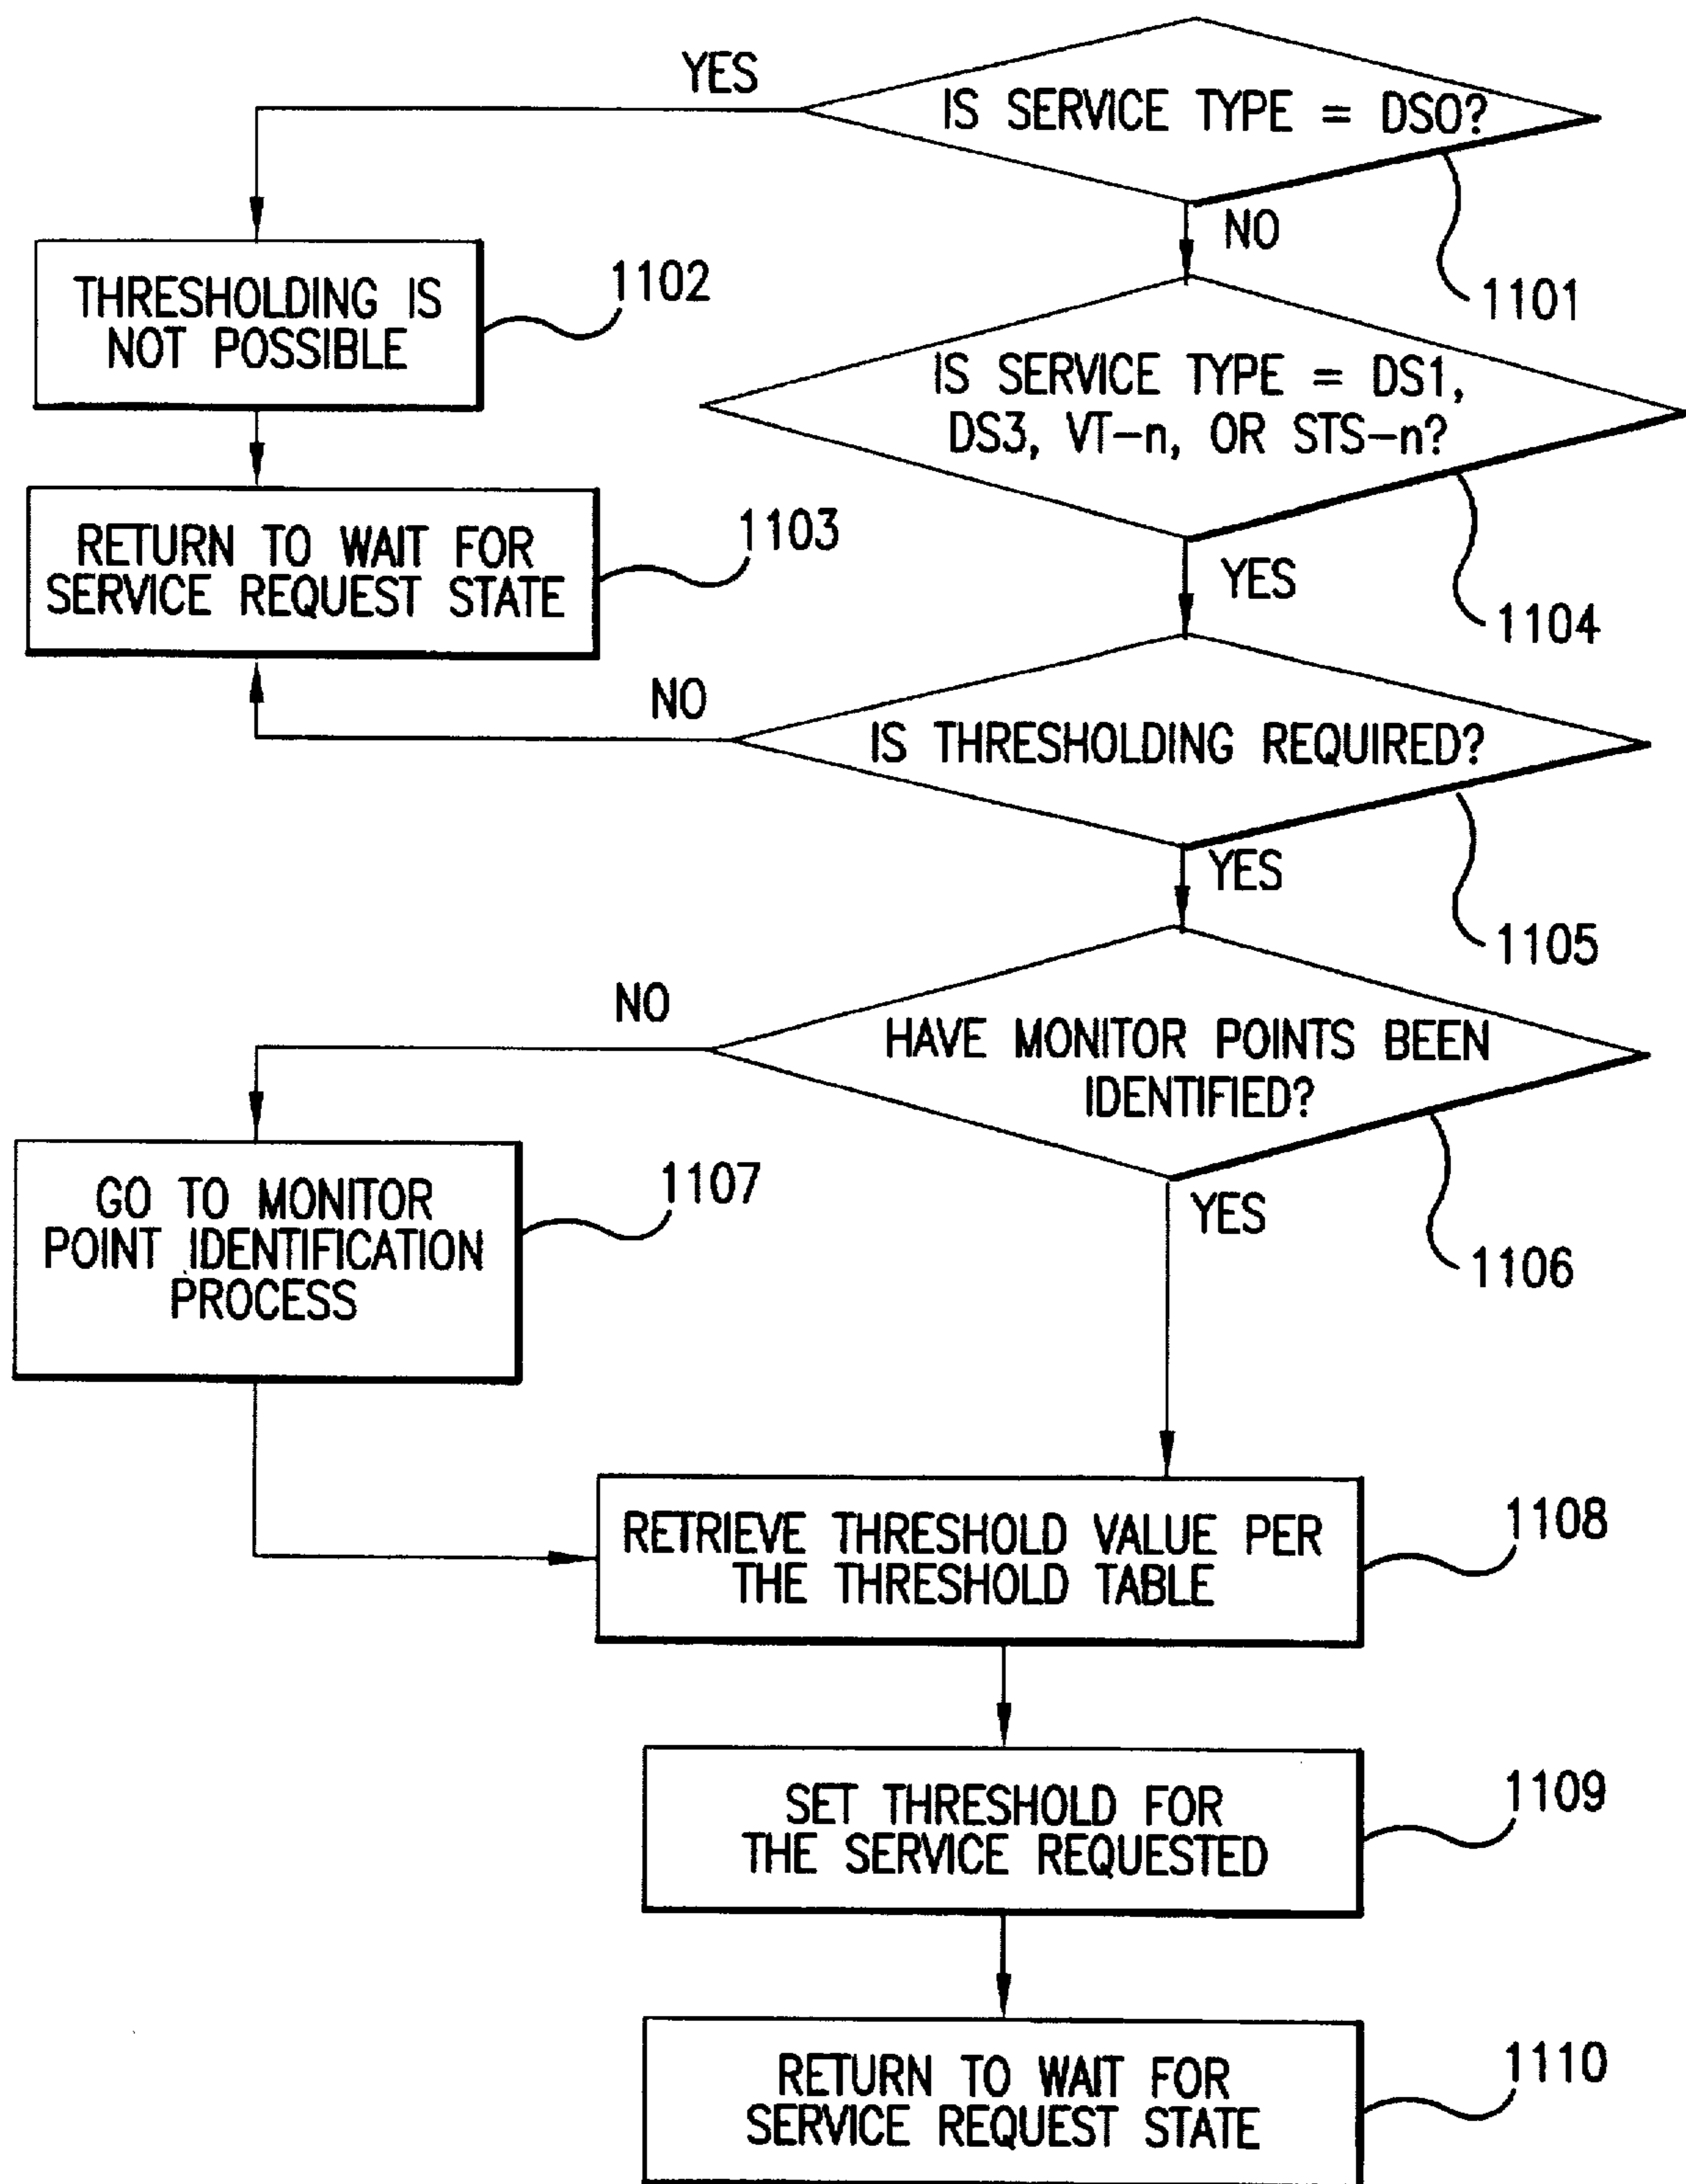 YES
IS SERVICE TYPE = DS0?
NO
1101
THRESHOLDING IS
NOT POSSIBLE
1102
IS SERVICE TYPE = DS1,
DS3, VT-n, OR STS-n?
RETURN TO WAIT FOR
SERVICE REQUEST STATE
1103
YES
1104
NO
IS THRESHOLDING REQUIRED?
YES
1105
NO
HAVE MONITOR POINTS BEEN
IDENTIFIED?
GO TO MONITOR
POINT IDENTIFICATION
PROCESS
1107
YES
1106
RETRIEVE THRESHOLD VALUE PER
THE THRESHOLD TABLE
1108
SET THRESHOLD FOR
THE SERVICE REQUESTED
1109
RETURN TO WAIT FOR
SERVICE REQUEST STATE
1110